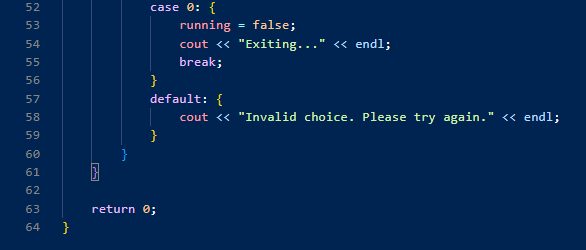 52 case 0: {
53 running = false;
54 cout << "Exiting..." << endl;
55 break;
56 }
57 default: {
58 cout << "Invalid choice. Please try again." << endl;
59 }
60 }
61 }
62
63 return 0;
64 }